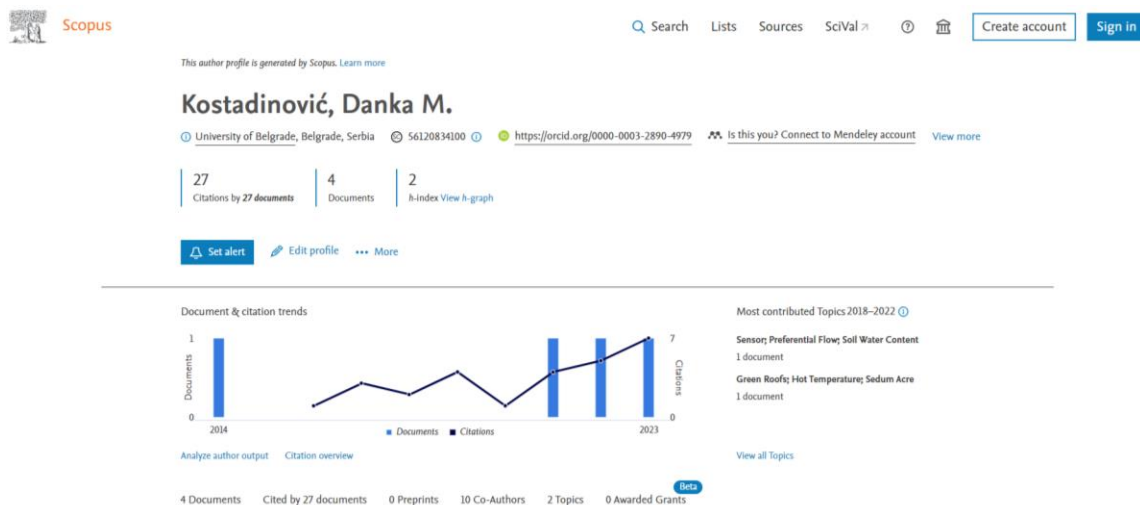 Scopus
Search Lists Sources SciVal ↗ Create account Sign in
This author profile is generated by Scopus. Learn more
Kostadinović, Danka M.
University of Belgrade, Belgrade, Serbia SC 56120834100 iD https://orcid.org/0000-0003-2890-4979 Is this you? Connect to Mendeley account View more
27 4 2
Citations by 27 documents Documents h-index View h-graph
Set alert Edit profile ••• More
Document & citation trends
1
Documents
0
7
Citations
0
2014 2023
Documents Citations
Analyze author output Citation overview
Most contributed Topics 2018–2022
Sensor; Preferential Flow; Soil Water Content
1 document
Green Roofs; Hot Temperature; Sedum Acre
1 document
View all Topics
Beta
4 Documents Cited by 27 documents 0 Preprints 10 Co-Authors 2 Topics 0 Awarded Grants